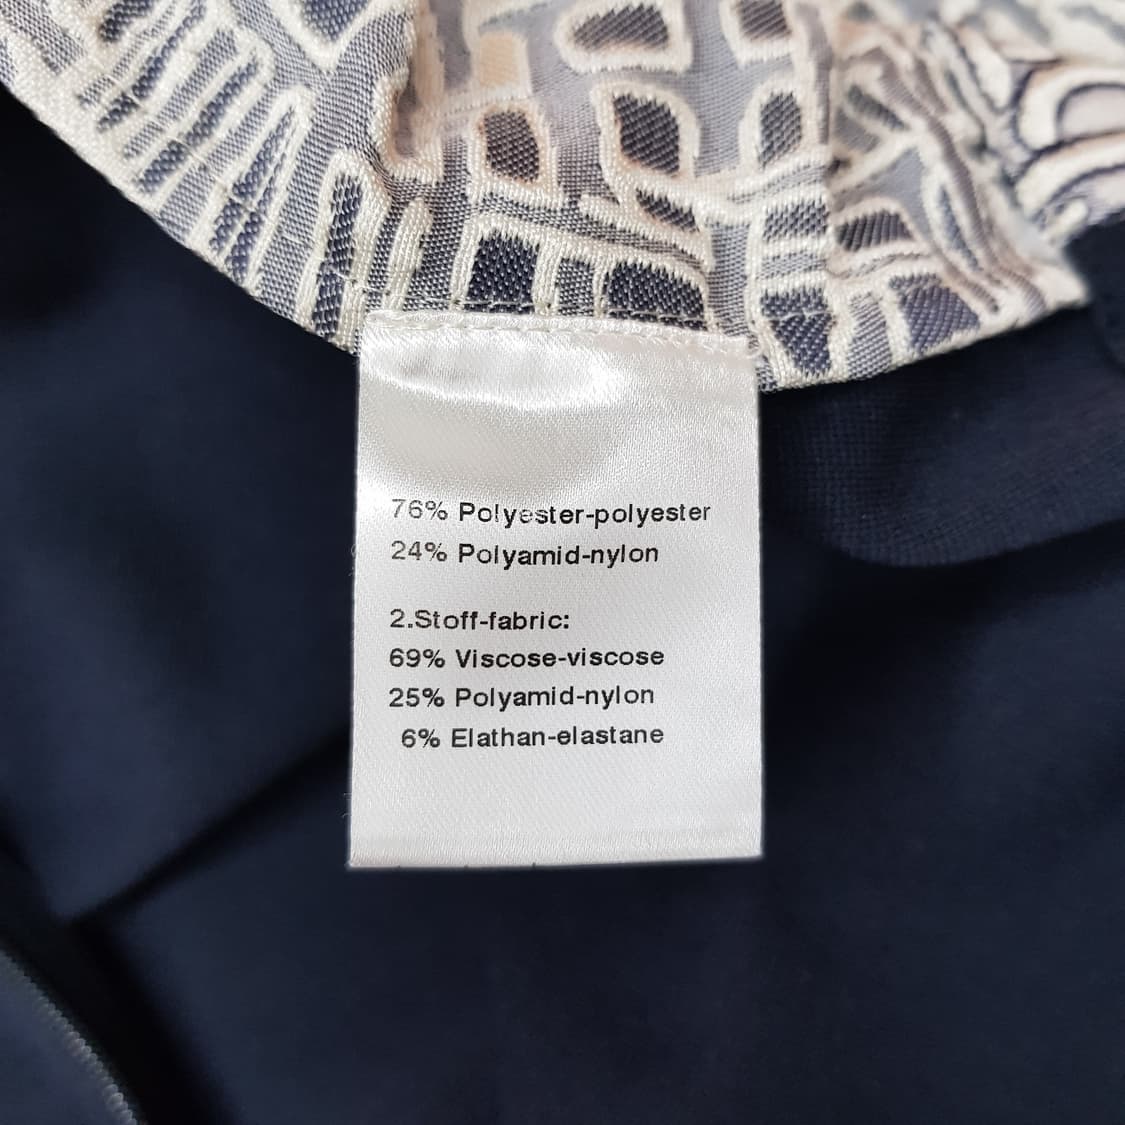 76% Polyester-polyester
24% Polyamid-nylon
2.Stoff-fabric:
69% Viscose-viscose
25% Polyamid-nylon
6% Elathan-elastane